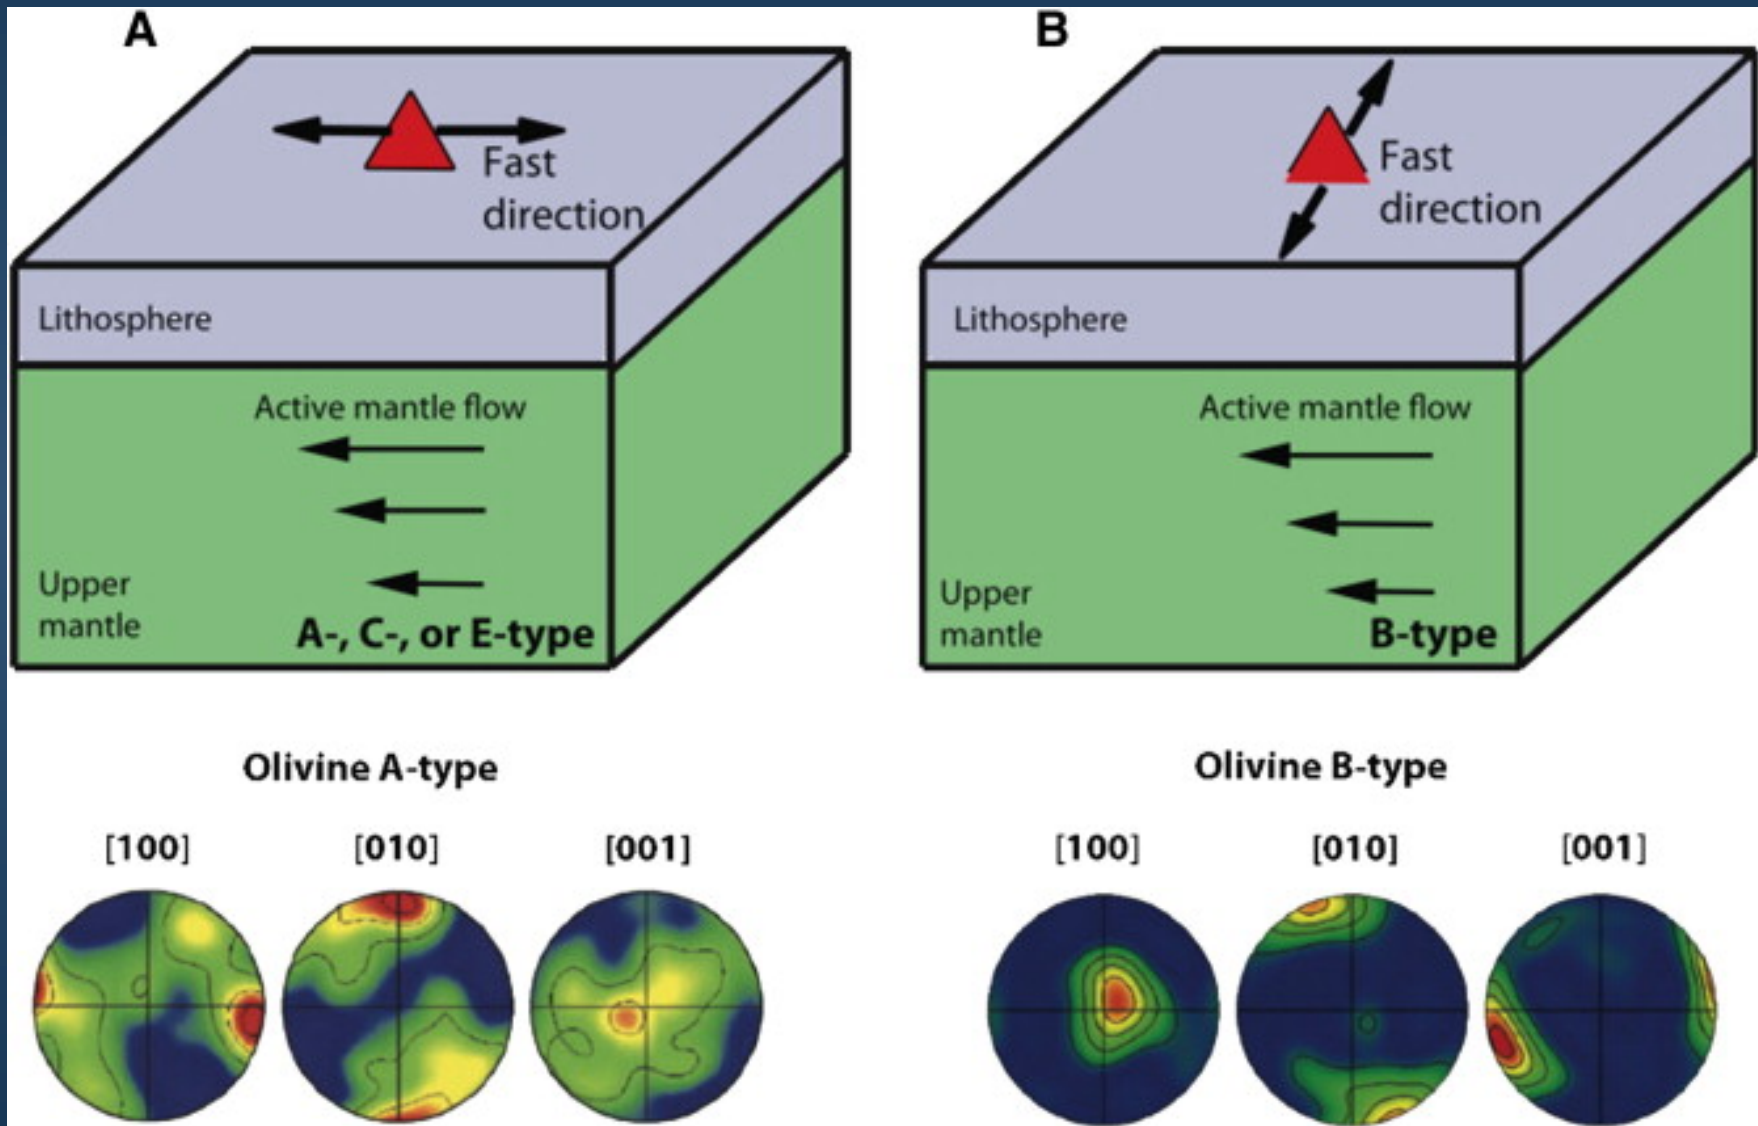 A
Fast
direction
Lithosphere
Active mantle flow
Upper
mantle
A-, C-, or E-type
B
Fast
direction
Lithosphere
Active mantle flow
Upper
mantle
B-type
Olivine A-type
[100] [010] [001]
Olivine B-type
[100] [010] [001]